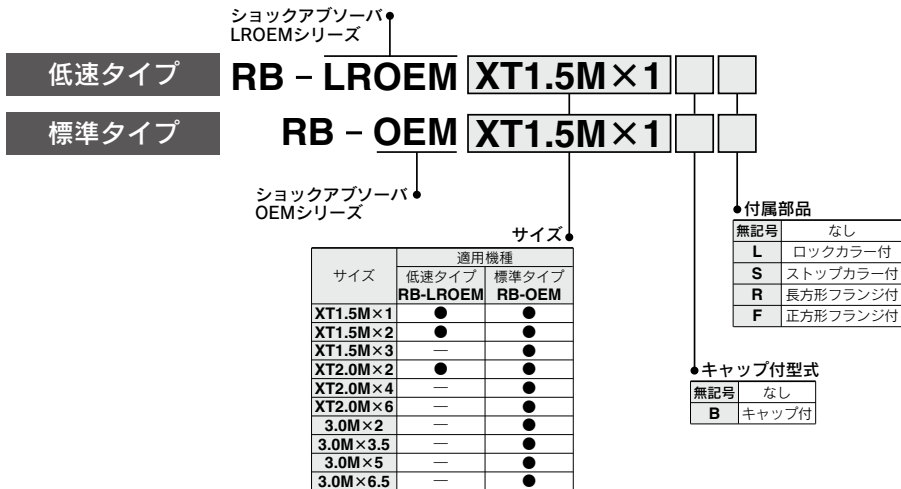 ショックアブソーバ
LROEMシリーズ
低速タイプ RB-LROEM XT1.5M×1
標準タイプ RB-OEM XT1.5M×1
ショックアブソーバ
OEMシリーズ
サイズ
サイズ 適用機種
低速タイプ 標準タイプ
RB-LROEM RB-OEM
XT1.5M×1 ● ●
XT1.5M×2 ● ●
XT1.5M×3 — ●
XT2.0M×2 ● ●
XT2.0M×4 — ●
XT2.0M×6 — ●
3.0M×2 — ●
3.0M×3.5 — ●
3.0M×5 — ●
3.0M×6.5 — ●
付属部品
無記号 なし
L ロックカラー付
S ストップカラー付
R 長方形フランジ付
F 正方形フランジ付
キャップ付型式
無記号 なし
B キャップ付